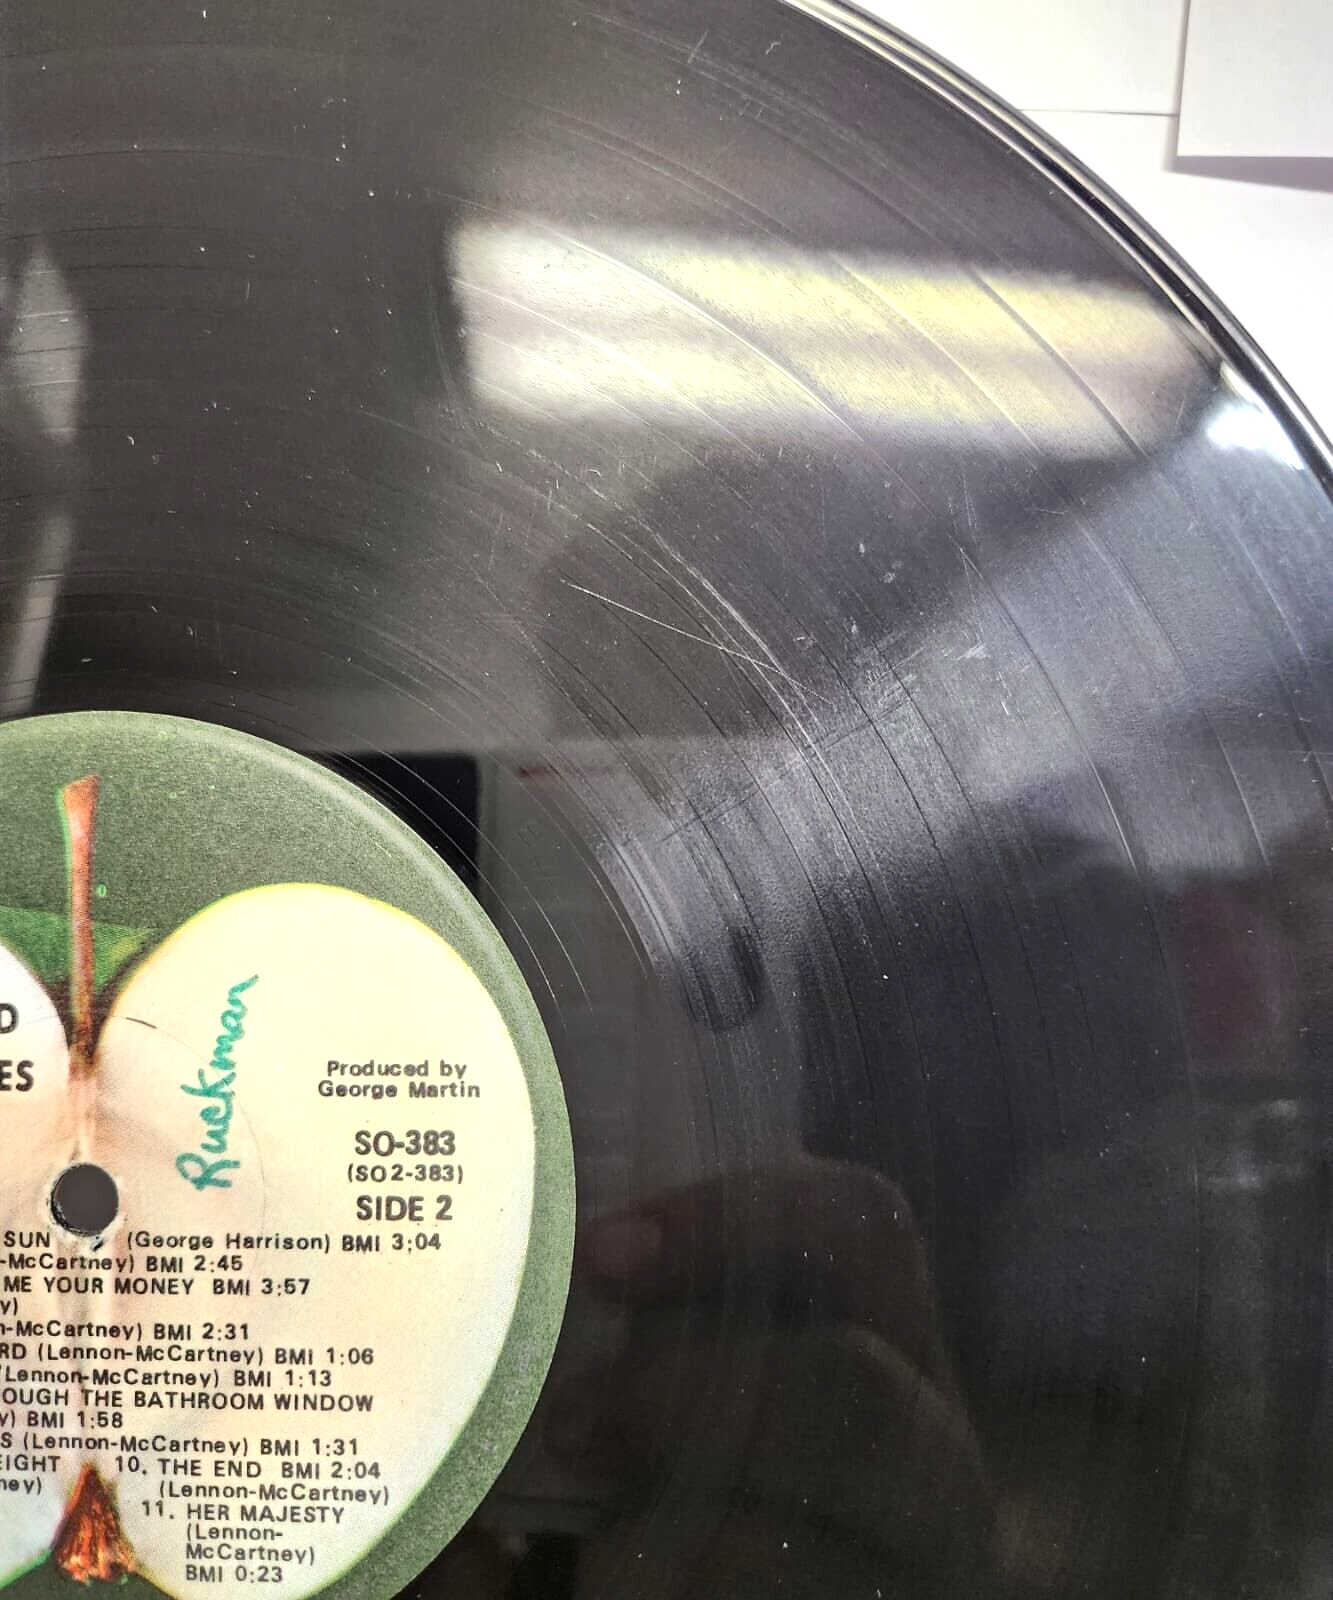 D
ES
Ruckman
Produced by
George Martin
SO-383
(SO2-383)
SIDE 2
SUN (George Harrison) BMI 3:04
-McCartney) BMI 2:45
ME YOUR MONEY BMI 3:57
y)
n-McCartney) BMI 2:31
RD (Lennon-McCartney) BMI 1:06
(Lennon-McCartney) BMI 1:13
OUGH THE BATHROOM WINDOW
y) BMI 1:58
S (Lennon-McCartney) BMI 1:31
EIGHT 10. THE END BMI 2:04
ney) (Lennon-McCartney)
11. HER MAJESTY
(Lennon-
McCartney)
BMI 0:23